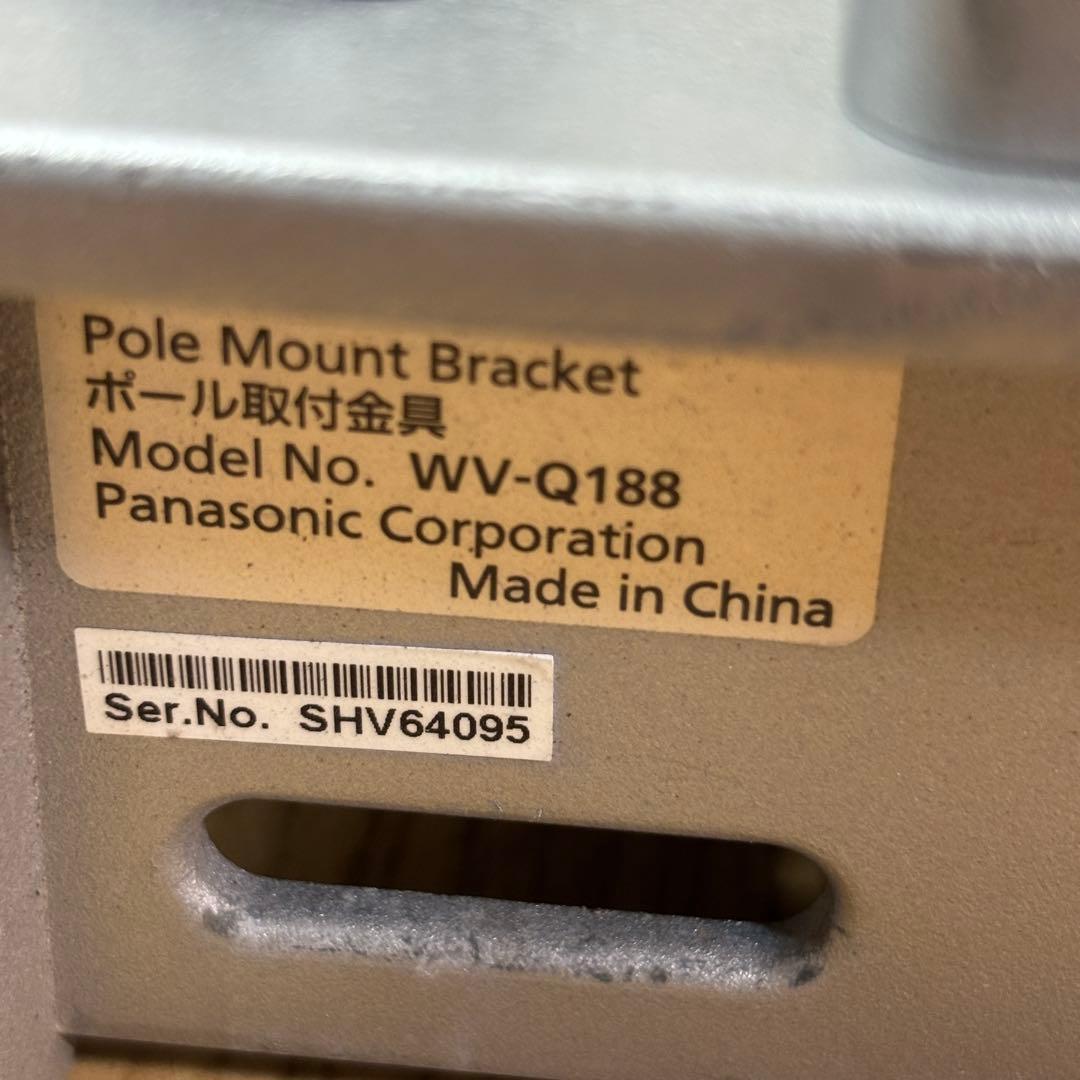 Pole Mount Bracket
ポール取付金具
Model No. WV-Q188
Panasonic Corporation
Made in China
Ser.No. SHV64095